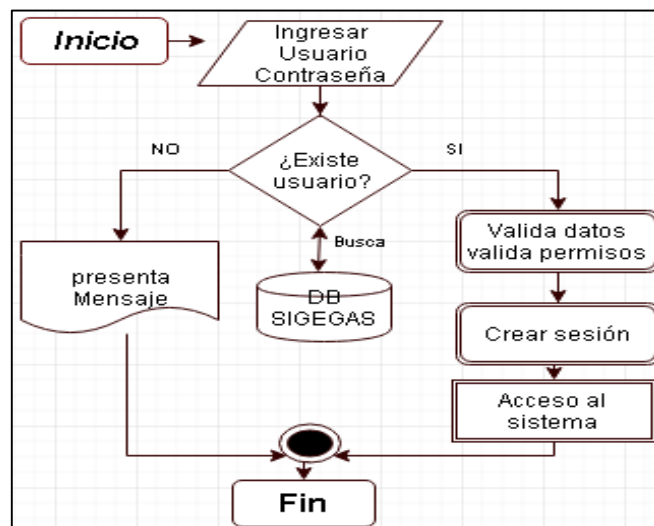 Inicio
Ingresar
Usuario
Contraseña
NO
¿Existe
usuario?
SI
Busca
Valida datos
valida permisos
presenta
Mensaje
DB
SIGEGAS
Crear sesión
Acceso al
sistema
Fin